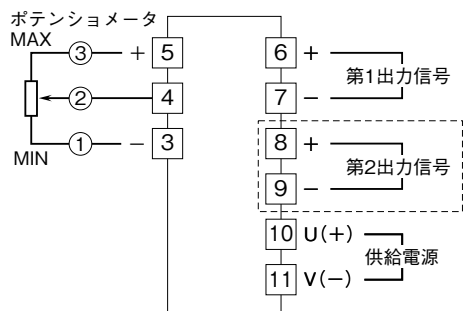 ポテンショメータ
MAX
③ + 5
② 4
① − 3
MIN
6 +
第1出力信号
7 −
8 +
第2出力信号
9 −
10 U(+)
供給電源
11 V(−)